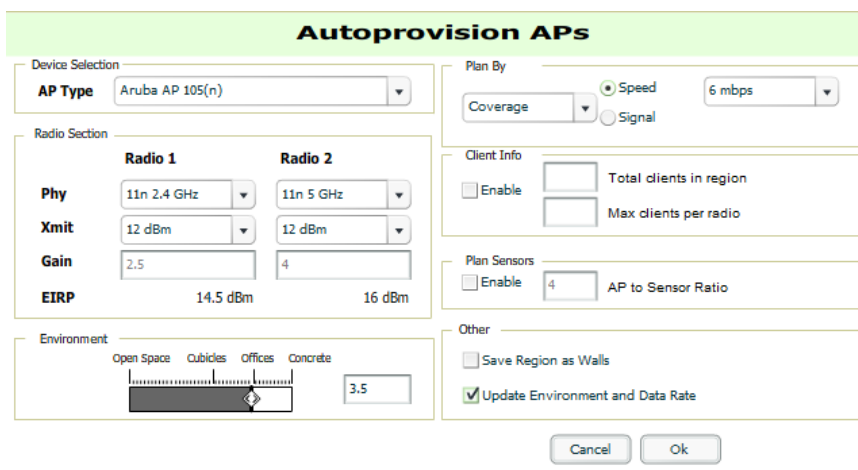 Autoprovision APs
Device Selection
AP Type Aruba AP 105(n)
Radio Section
Radio 1 Radio 2
Phy 11n 2.4 GHz 11n 5 GHz
Xmit 12 dBm 12 dBm
Gain 2.5 4
EIRP 14.5 dBm 16 dBm
Environment
Open Space Cubicles Offices Concrete
3.5
Plan By
Coverage Speed 6 mbps
Signal
Client Info
Enable Total clients in region
Max clients per radio
Plan Sensors
Enable 4 AP to Sensor Ratio
Other
Save Region as Walls
Update Environment and Data Rate
Cancel Ok